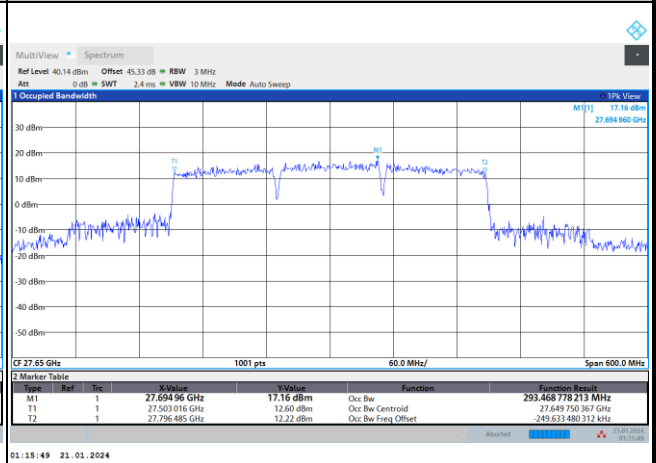 MultiView Spectrum
Ref Level 40.14 dBm Offset 45.33 dB RBW 3 MHz
Att 0 dB SWT 2.4 ms VBW 10 MHz Mode Auto Sweep
1 Occupied Bandwidth 1Pk View
M1[1] 17.16 dBm
27.694 960 GHz
30 dBm
20 dBm
M1
T1
T2
10 dBm
0 dBm
-10 dBm
-20 dBm
-30 dBm
-40 dBm
-50 dBm
CF 27.65 GHz 1001 pts 60.0 MHz/ Span 600.0 MHz
2 Marker Table
Type Ref Trc X-Value Y-Value Function Function Result
M1 1 27.694 96 GHz 17.16 dBm Occ Bw 293.468 778 213 MHz
T1 1 27.503 016 GHz 12.60 dBm Occ Bw Centroid 27.649 750 367 GHz
T2 1 27.796 485 GHz 12.22 dBm Occ Bw Freq Offset -249.633 480 312 kHz
Aborted 21.01.2024
01:15:49
01:15:49 21.01.2024